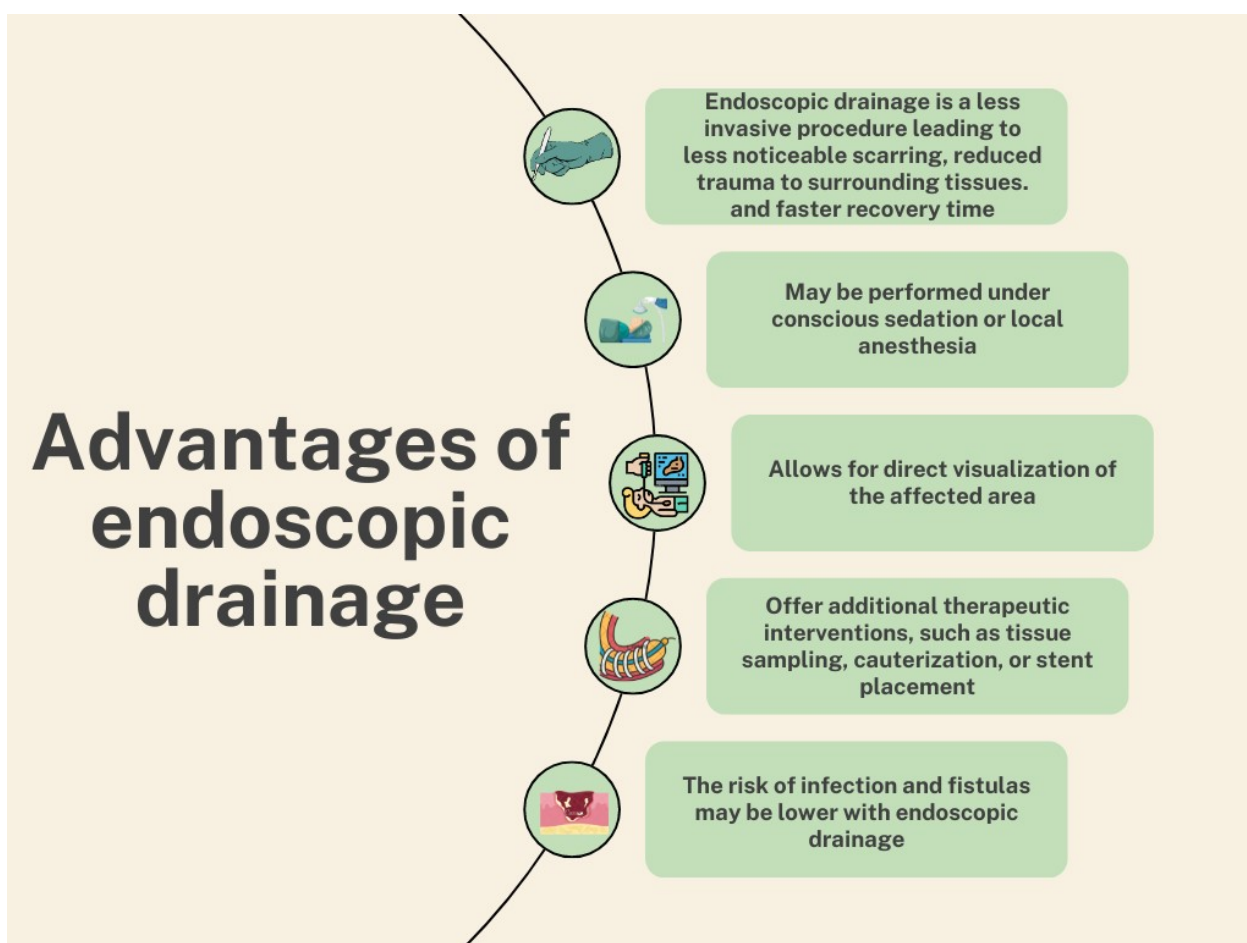 Advantages of
endoscopic
drainage
Endoscopic drainage is a less
invasive procedure leading to
less noticeable scarring, reduced
trauma to surrounding tissues.
and faster recovery time
May be performed under
conscious sedation or local
anesthesia
Allows for direct visualization of
the affected area
Offer additional therapeutic
interventions, such as tissue
sampling, cauterization, or stent
placement
The risk of infection and fistulas
may be lower with endoscopic
drainage